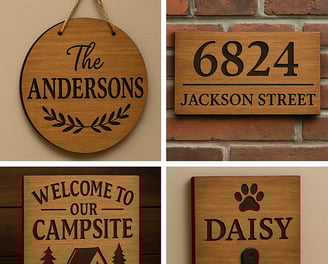 The
ANDERSONS
6824
JACKSON STREET
WELCOME TO
OUR
CAMPSITE
DAISY